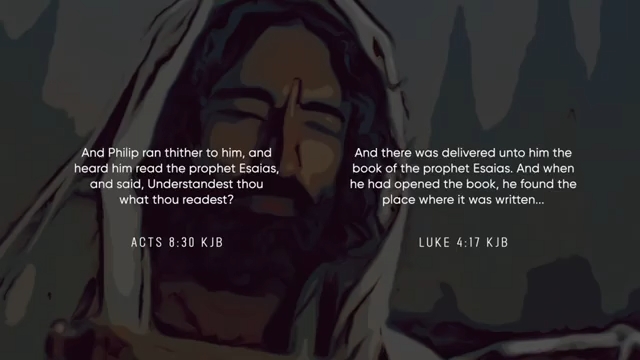 And Philip ran thither to him, and
heard him read the prophet Esaias,
and said, Understandest thou
what thou readest?
ACTS 8:30 KJB
And there was delivered unto him the
book of the prophet Esaias. And when
he had opened the book, he found the
place where it was written...
LUKE 4:17 KJB